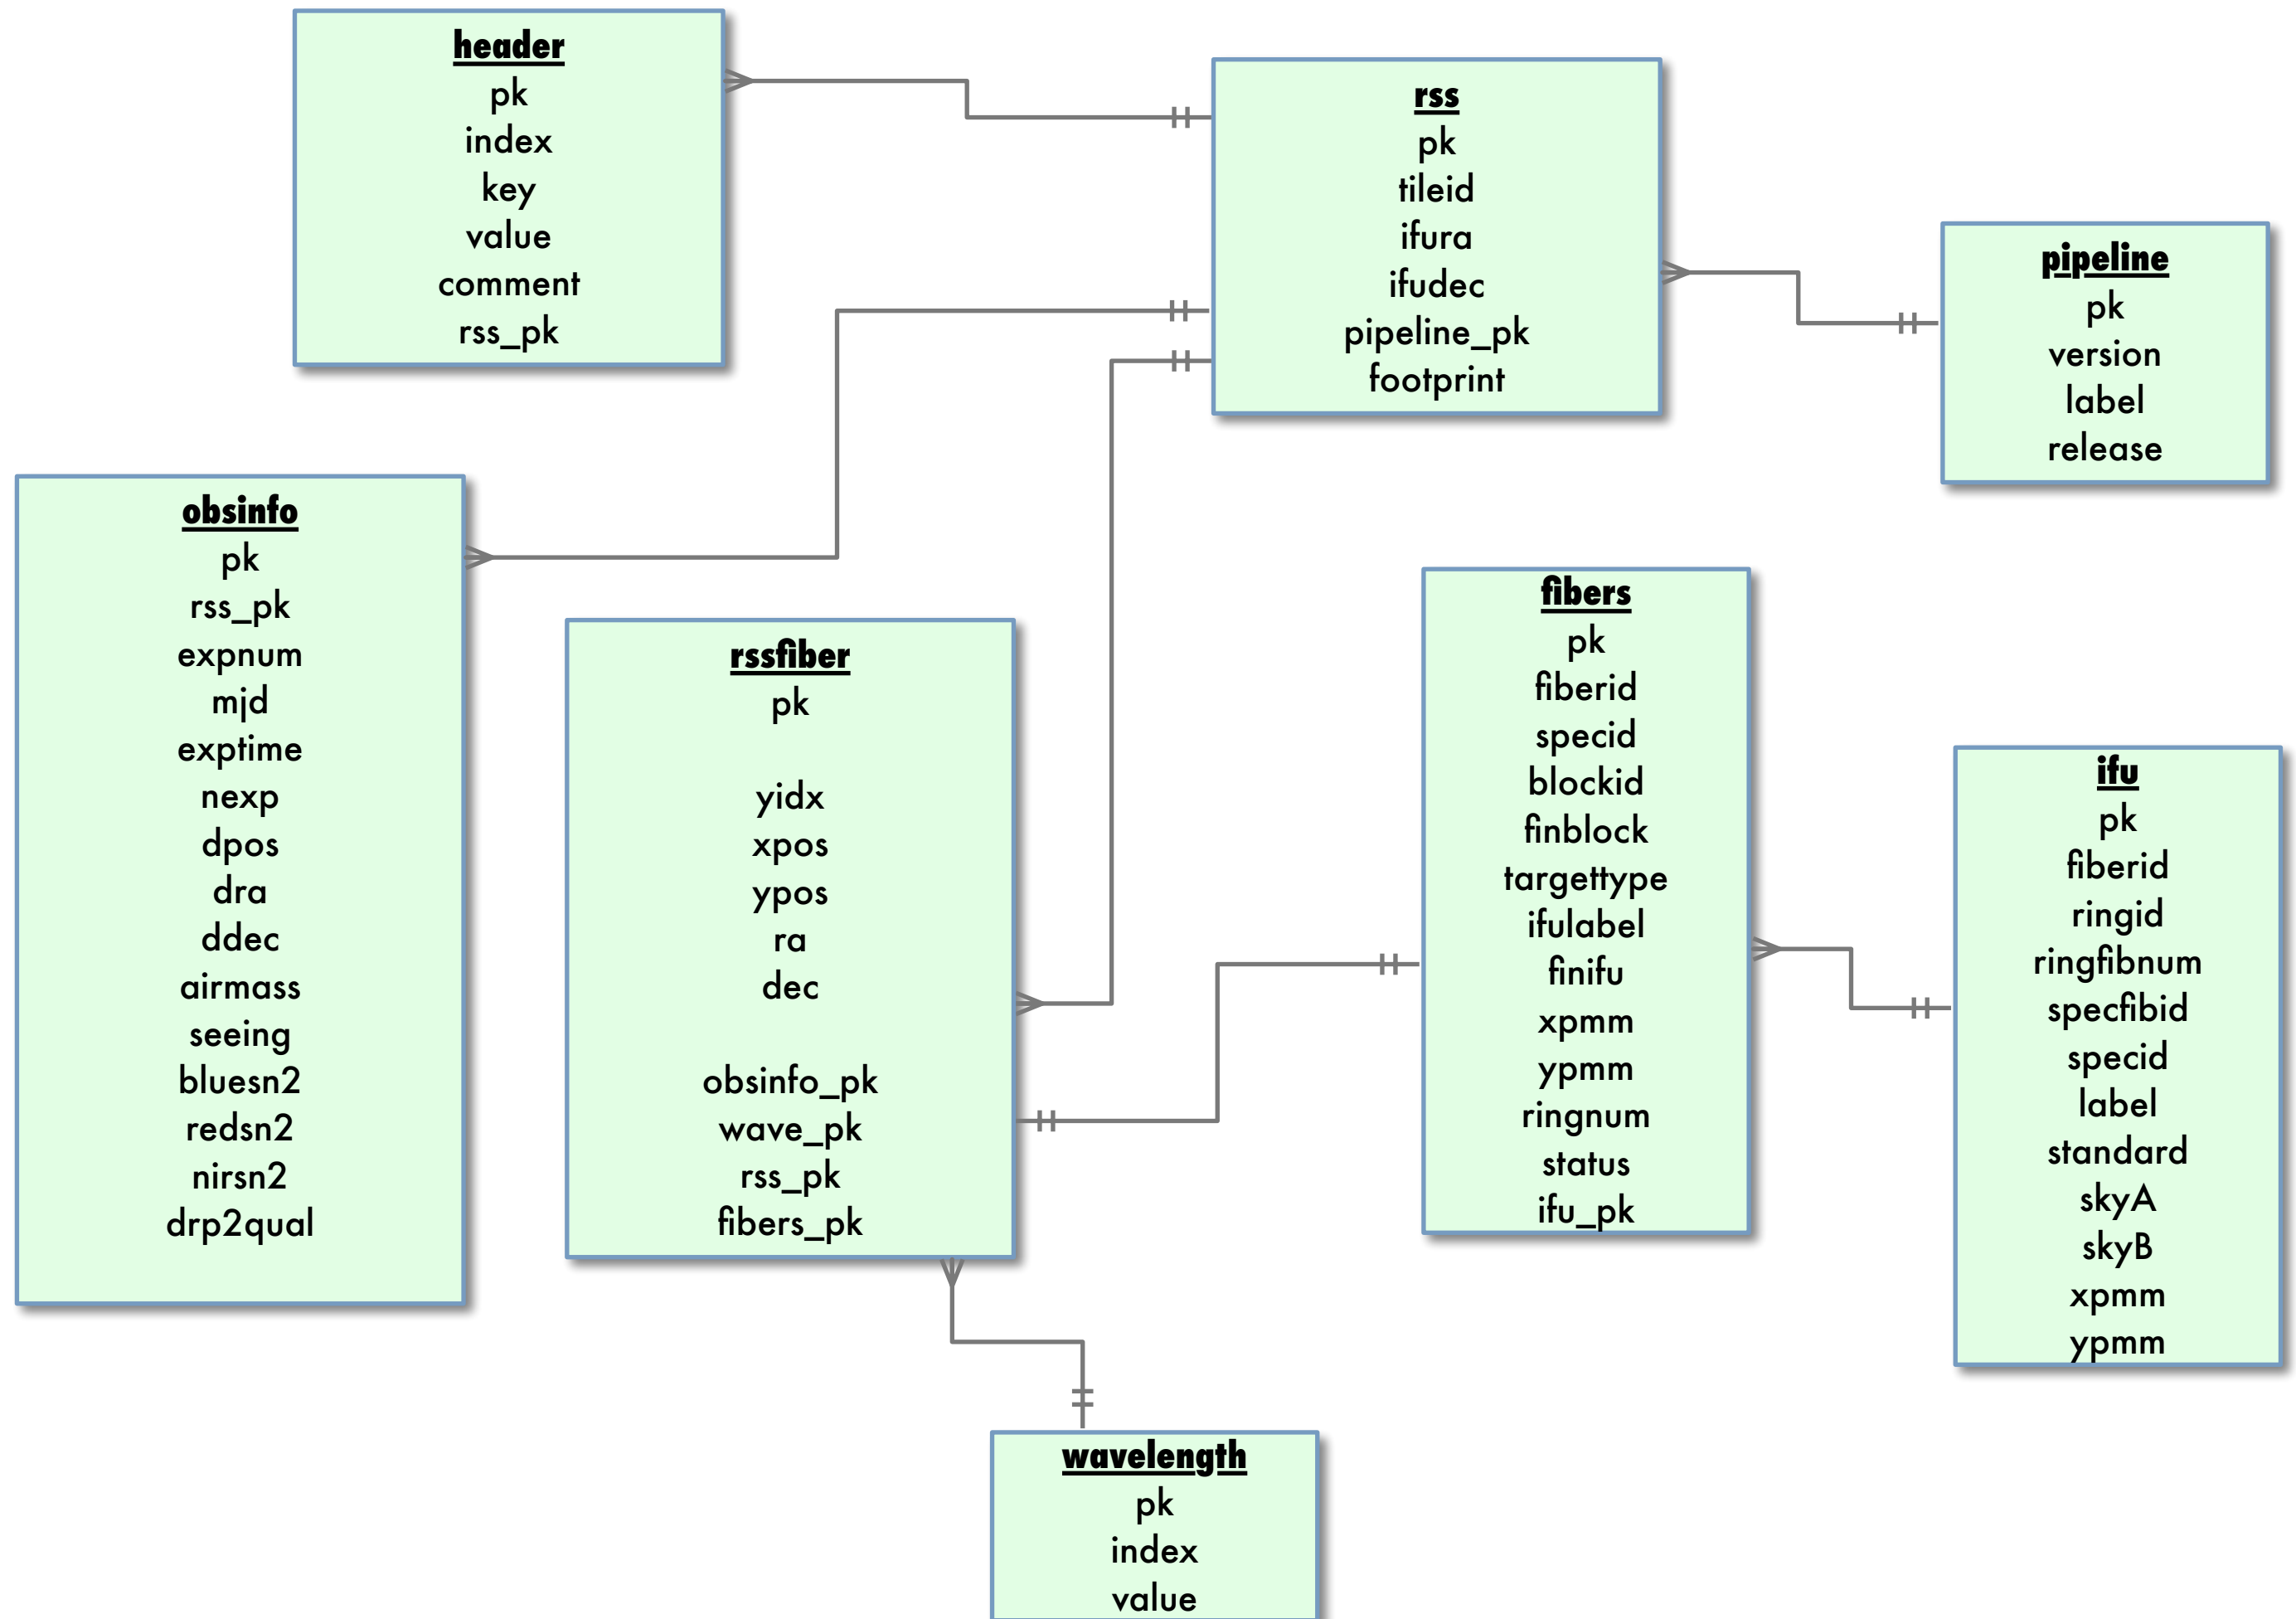 header
pk
index
key
value
comment
rss_pk
rss
pk
tileid
ifura
ifudec
pipeline_pk
footprint
pipeline
pk
version
label
release
obsinfo
pk
rss_pk
expnum
mjd
exptime
nexp
dpos
dra
ddec
airmass
seeing
bluesn2
redsn2
nirsn2
drp2qual
rssfiber
pk
yidx
xpos
ypos
ra
dec
obsinfo_pk
wave_pk
rss_pk
fibers_pk
fibers
pk
fiberid
specid
blockid
finblock
targettype
ifulabel
finifu
xpmm
ypmm
ringnum
status
ifu_pk
ifu
pk
fiberid
ringid
ringfibnum
specfibid
specid
label
standard
skyA
skyB
xpmm
ypmm
wavelength
pk
index
value